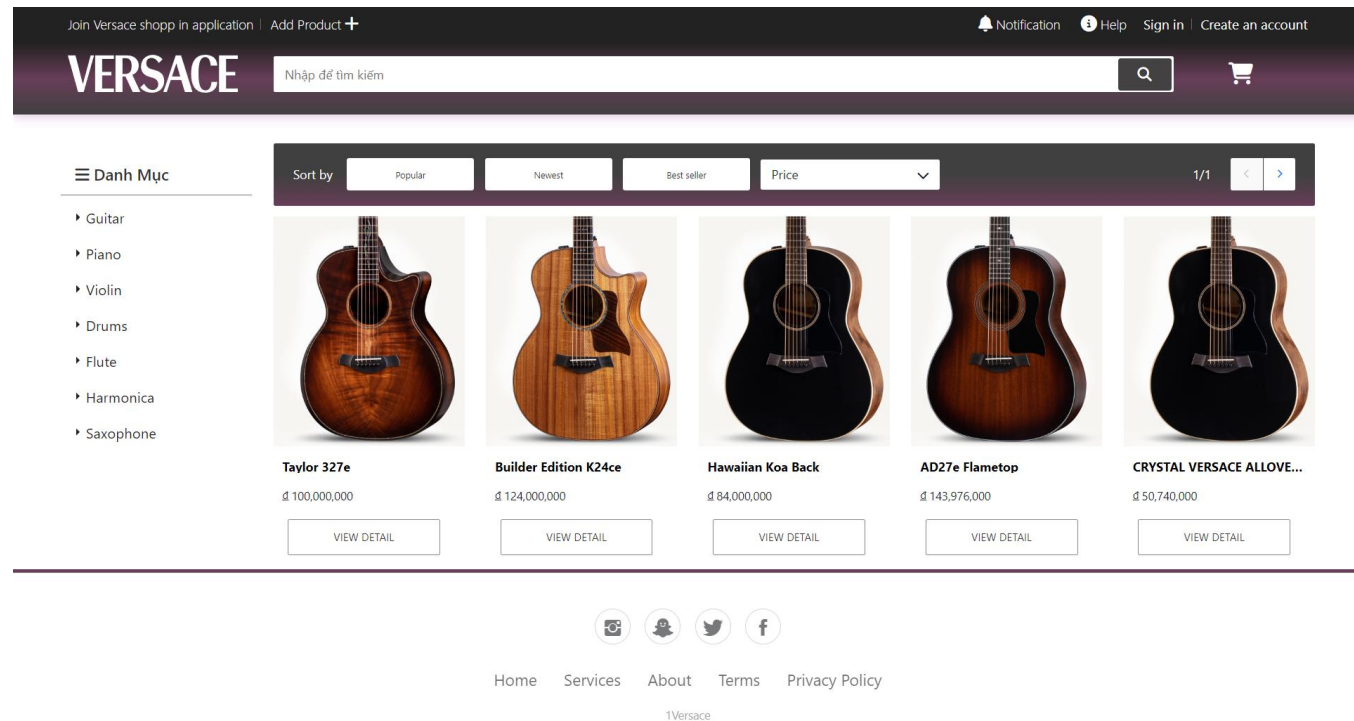 Join Versace shopp in application Add Product
Notification Help Sign in Create an account
VERSACE
Nhập để tìm kiếm
Danh Mục
Guitar
Piano
Violin
Drums
Flute
Harmonica
Saxophone
Sort by Popular Newest Best seller Price 1/1
Taylor 327e
₫ 100,000,000
VIEW DETAIL
Builder Edition K24ce
₫ 124,000,000
VIEW DETAIL
Hawaiian Koa Back
₫ 84,000,000
VIEW DETAIL
AD27e Flametop
₫ 143,976,000
VIEW DETAIL
CRYSTAL VERSACE ALLOVE...
₫ 50,740,000
VIEW DETAIL
Home Services About Terms Privacy Policy
1Versace